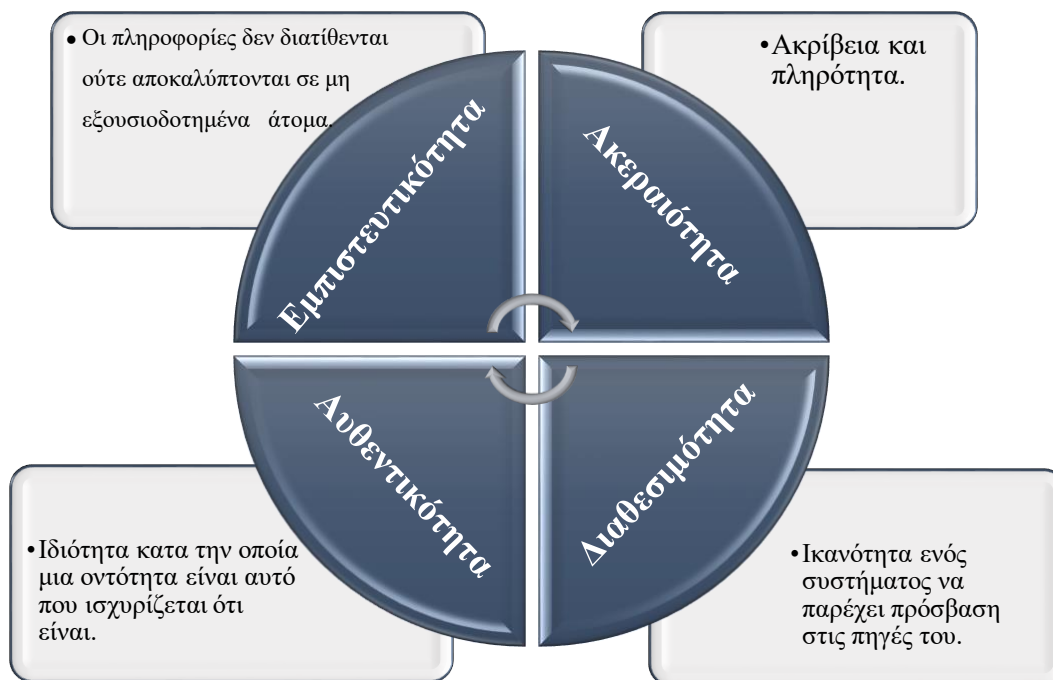 • Οι πληροφορίες δεν διατίθενται
ούτε αποκαλύπτονται σε μη
εξουσιοδοτημένα άτομα.
•Ακρίβεια και
πληρότητα.
Εμπιστευτικότητα
Ακεραιότητα
Αυθεντικότητα
Διαθεσιμότητα
•Ιδιότητα κατα την οποία
μια οντότητα είναι αυτό
που ισχυρίζεται ότι
είναι.
•Ικανότητα ενός
συστήματος να
παρέχει πρόσβαση
στις πηγές του.